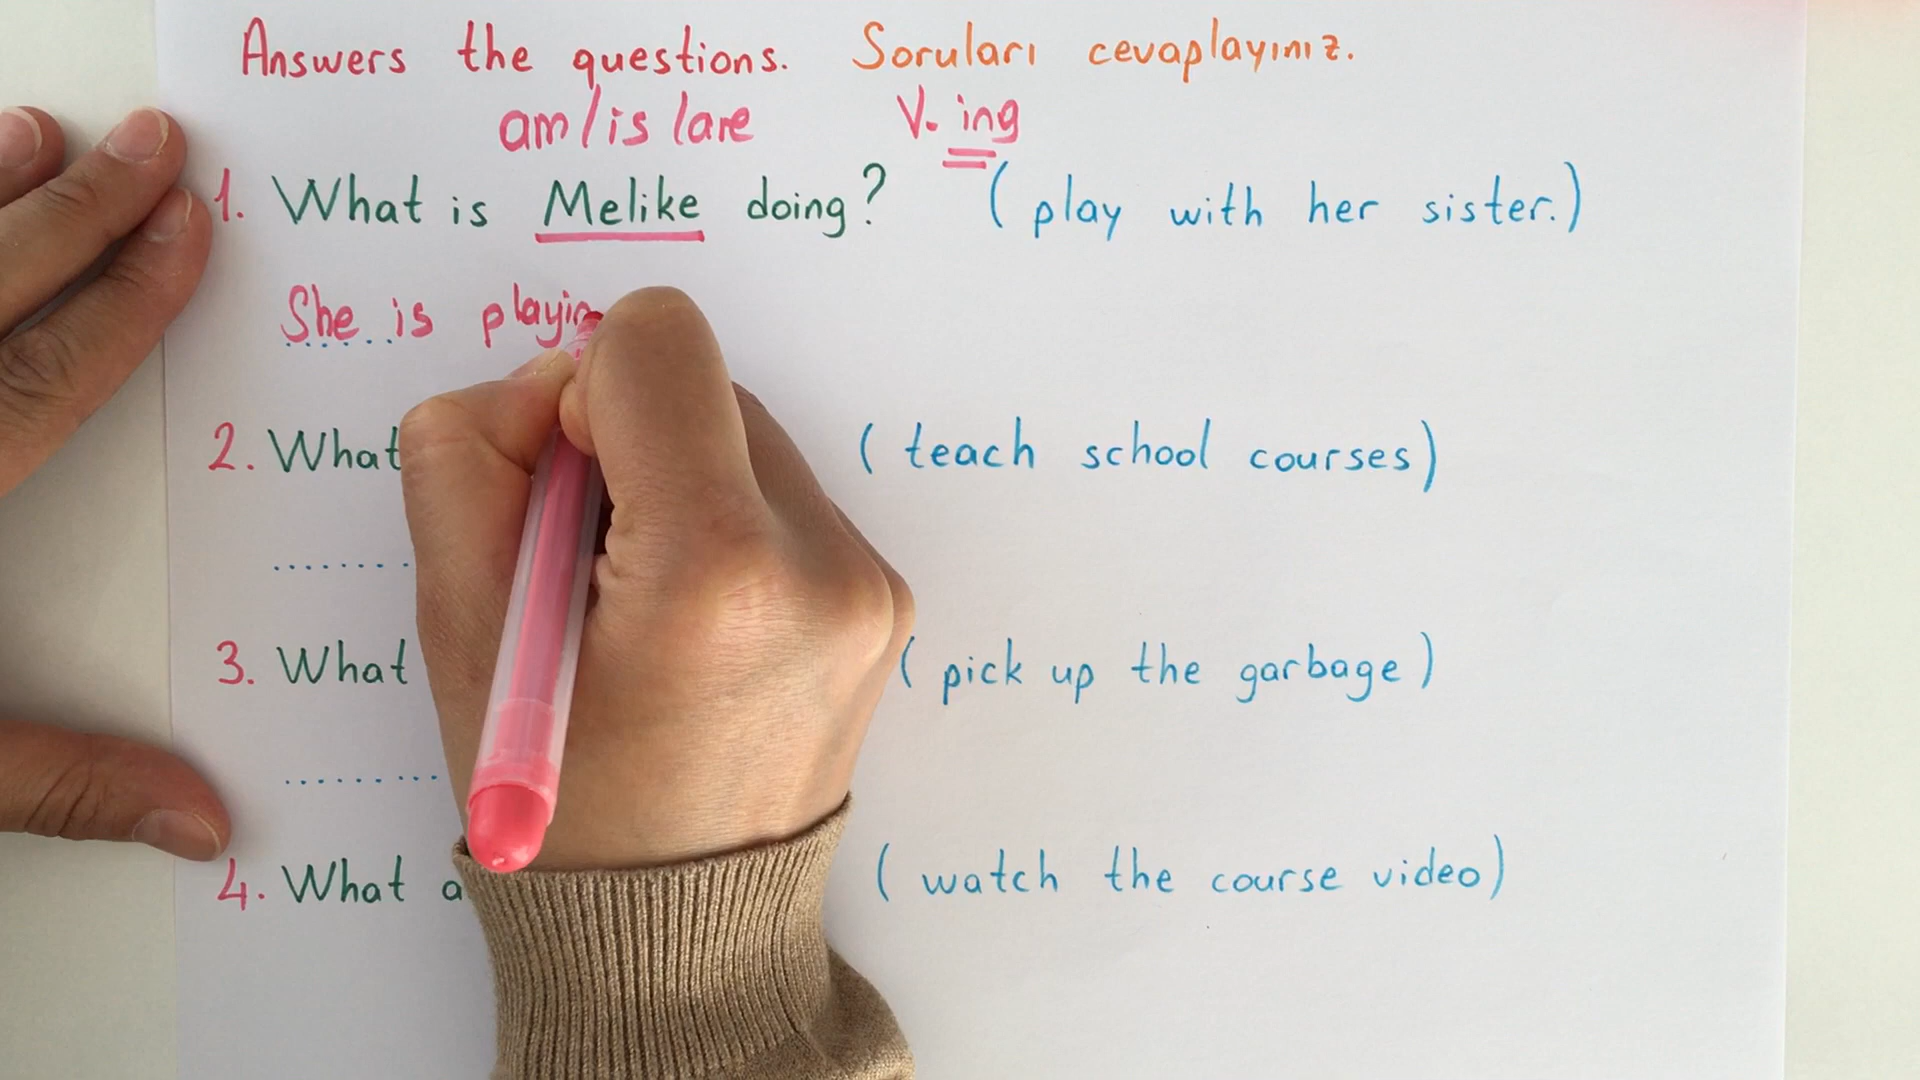 Answers the questions. Soruları cevaplayınız.
am/is/are V. ing
1. What is Melike doing? (play with her sister.)
She is playin
2. What (teach school courses)
3. What (pick up the garbage)
4. What a (watch the course video)